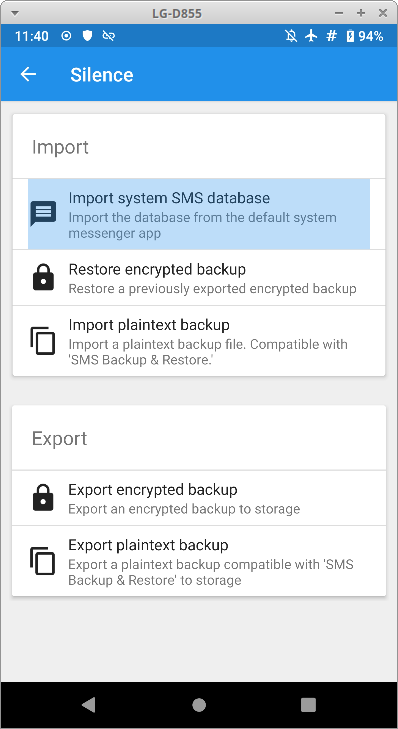 LG-D855
11:40 # 94%
Silence
Import
Import system SMS database
Import the database from the default system
messenger app
Restore encrypted backup
Restore a previously exported encrypted backup
Import plaintext backup
Import a plaintext backup file. Compatible with
'SMS Backup & Restore.'
Export
Export encrypted backup
Export an encrypted backup to storage
Export plaintext backup
Export a plaintext backup compatible with 'SMS
Backup & Restore' to storage